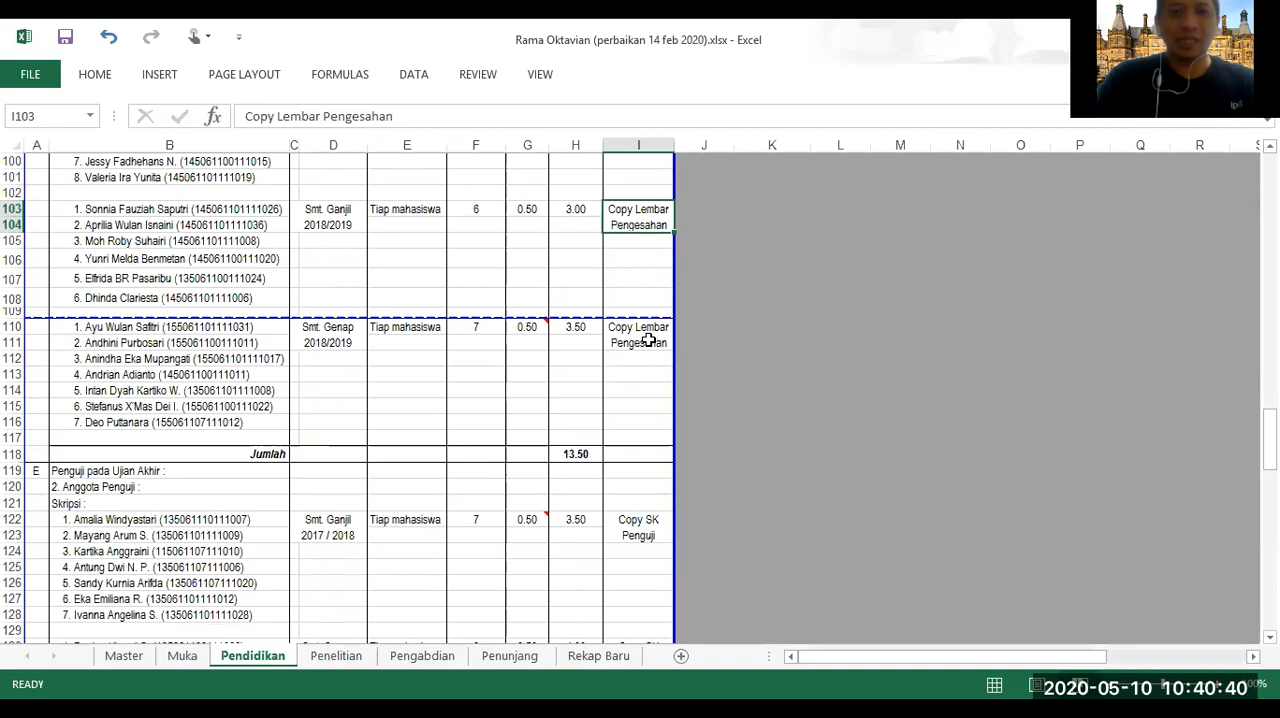 Rama Oktavian (perbaikan 14 feb 2020).xlsx - Excel
FILE HOME INSERT PAGE LAYOUT FORMULAS DATA REVIEW VIEW
I103 fx Copy Lembar Pengesahan
A B C D E F G H I J K L M N O P Q R S
100 7. Jessy Fadhehans N. (145061100111015)
101 8. Valeria Ira Yunita (145061101111019)
102
103 1. Sonnia Fauziah Saputri (145061101111026) Smt. Ganjil Tiap mahasiswa 6 0.50 3.00 Copy Lembar
104 2. Aprilia Wulan Isnaini (145061101111036) 2018/2019 Pengesahan
105 3. Moh Roby Suhairi (145061101111008)
106 4. Yunri Melda Benmetan (145061100111020)
107 5. Elfrida BR Pasaribu (135061100111024)
108 6. Dhinda Clariesta (145061101111006)
109
110 1. Ayu Wulan Safitri (155061101111031) Smt. Genap Tiap mahasiswa 7 0.50 3.50 Copy Lembar
111 2. Andhini Purbosari (155061100111011) 2018/2019 Pengesahan
112 3. Anindha Eka Mupangati (155061100111017)
113 4. Andrian Adianto (145061100111011)
114 5. Intan Dyah Kartiko W. (135061100111008)
115 6. Stefanus X'Mas Dei I. (155061100111022)
116 7. Deo Puttanara (155061107111012)
117
118 Jumlah 13.50
119 E Penguji pada Ujian Akhir :
120 2. Anggota Penguji :
121 Skripsi :
122 1. Amalia Windyastari (135061110111007) Smt. Ganjil Tiap mahasiswa 7 0.50 3.50 Copy SK
123 2. Mayang Arum S. (135061101111009) 2017 / 2018 Penguji
124 3. Kartika Anggraini (115061107111010)
125 4. Antung Dwi N. P. (135061107111006)
126 5. Sandy Kurnia Arifda (135061107111020)
127 6. Eka Emiliana R. (135061101111012)
128 7. Ivanna Angelina S. (135061101111028)
129
Master Muka Pendidikan Penelitian Pengabdian Penunjang Rekap Baru
READY
2020-05-10 10:40:40